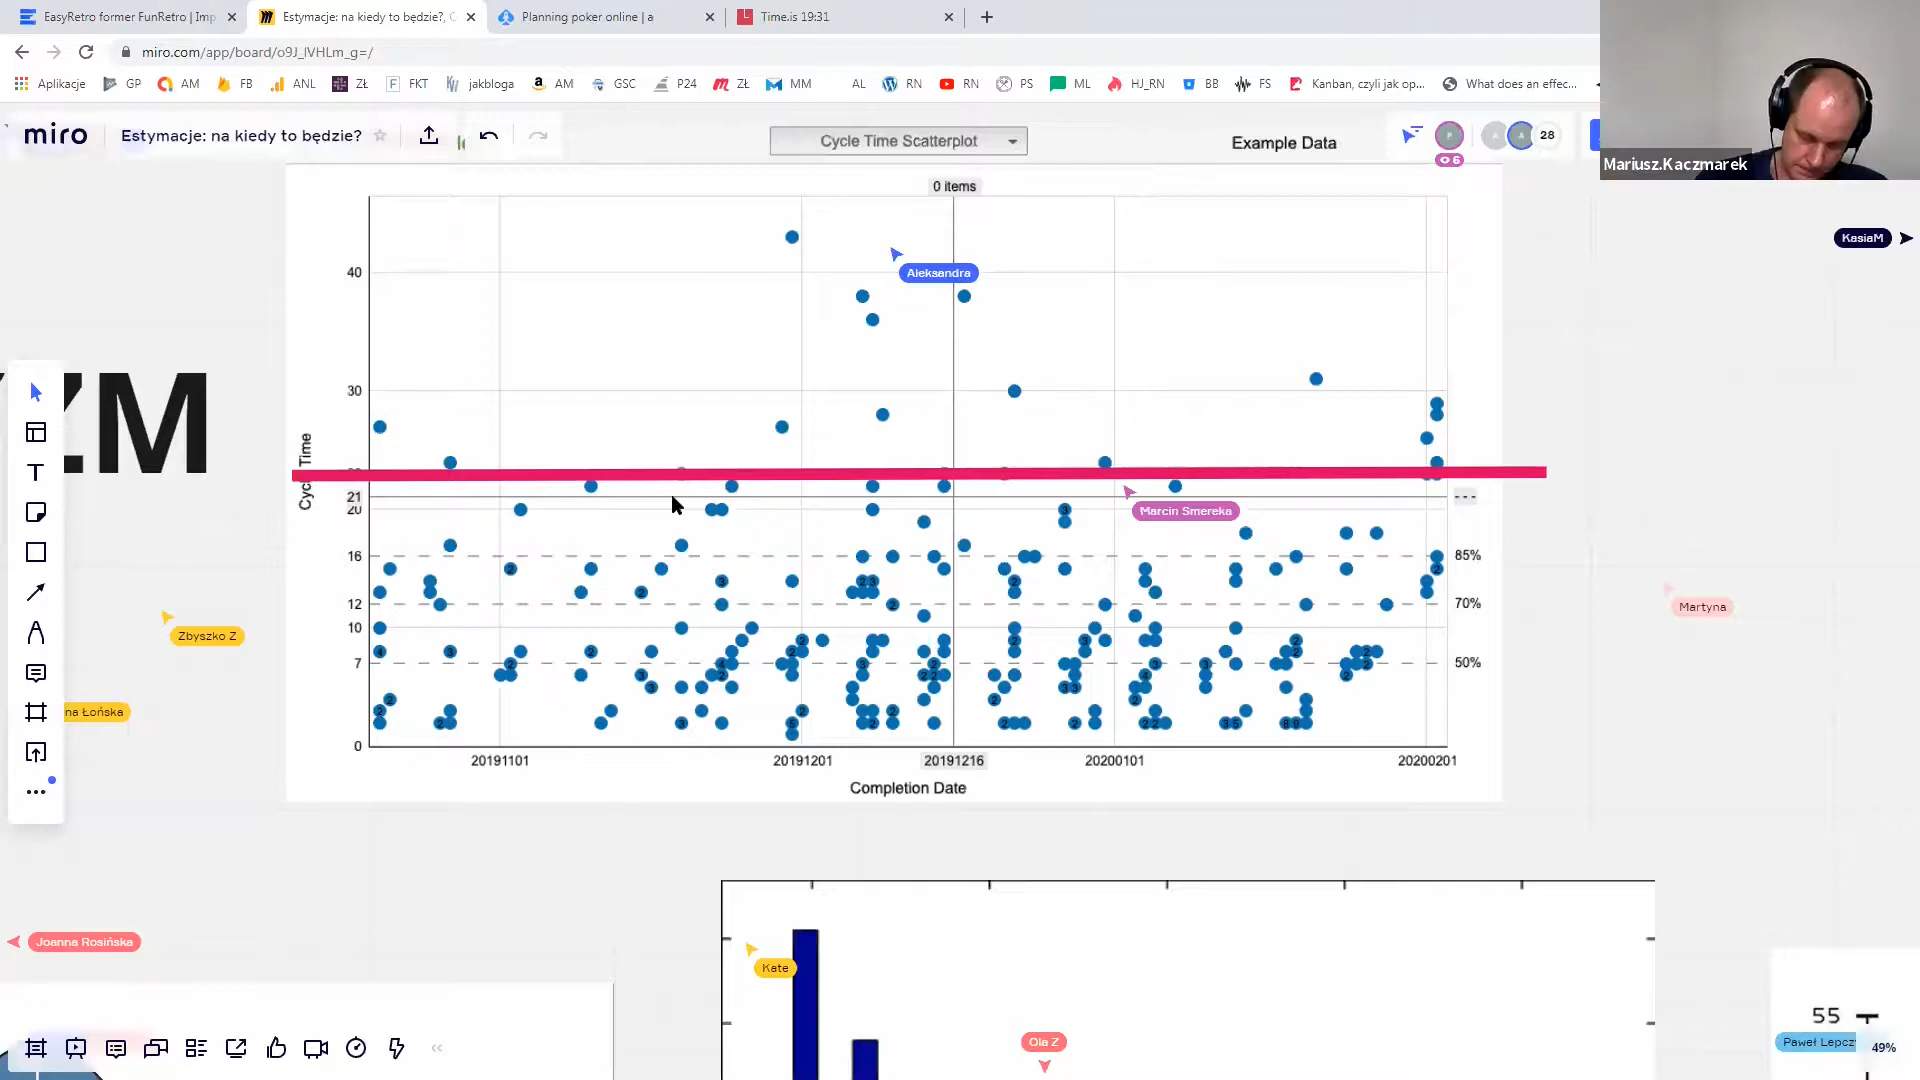 EasyRetro former FunRetro | Imp
Estymacje: na kiedy to będzie?, C
Planning poker online | a
Time.is 19:31
miro.com/app/board/o9J_lVHLm_g=/
Aplikacje
GP
AM
FB
ANL
ZŁ
FKT
jakbloga
AM
GSC
P24
ZŁ
MM
AL
RN
RN
PS
ML
HJ_RN
BB
FS
Kanban, czyli jak op...
What does an effec...
miro
Estymacje: na kiedy to będzie?
Cycle Time Scatterplot
Example Data
28
6
Mariusz.Kaczmarek
0 items
KasiaM
Aleksandra
40
30
ZM
Cycle Time
21
20
Marcin Smereka
16
85%
12
70%
10
7
50%
0
Martyna
Zbyszko Z
na Łońska
20191101
20191201
20191216
20200101
20200201
Completion Date
Joanna Rosińska
Kate
55
Ola Z
Paweł Lepcz
49%